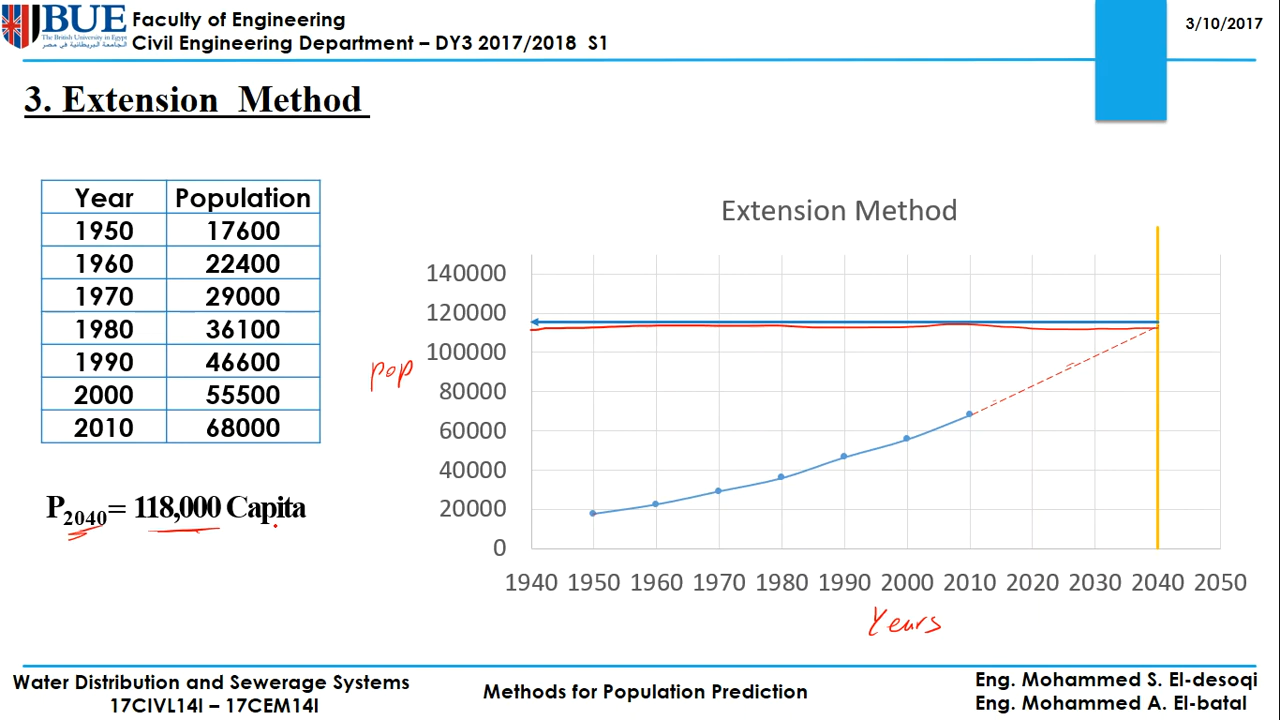 BUE
The British University in Egypt
الجامعة البريطانية في مصر
Faculty of Engineering
Civil Engineering Department – DY3 2017/2018 S1
3/10/2017
3. Extension Method
Year Population
1950 17600
1960 22400
1970 29000
1980 36100
1990 46600
2000 55500
2010 68000
P2040 = 118,000 Capita
Extension Method
140000
120000
100000
80000
60000
40000
20000
0
pop
1940 1950 1960 1970 1980 1990 2000 2010 2020 2030 2040 2050
Years
Water Distribution and Sewerage Systems
17CIVL14I – 17CEM14I
Methods for Population Prediction
Eng. Mohammed S. El-desoqi
Eng. Mohammed A. El-batal